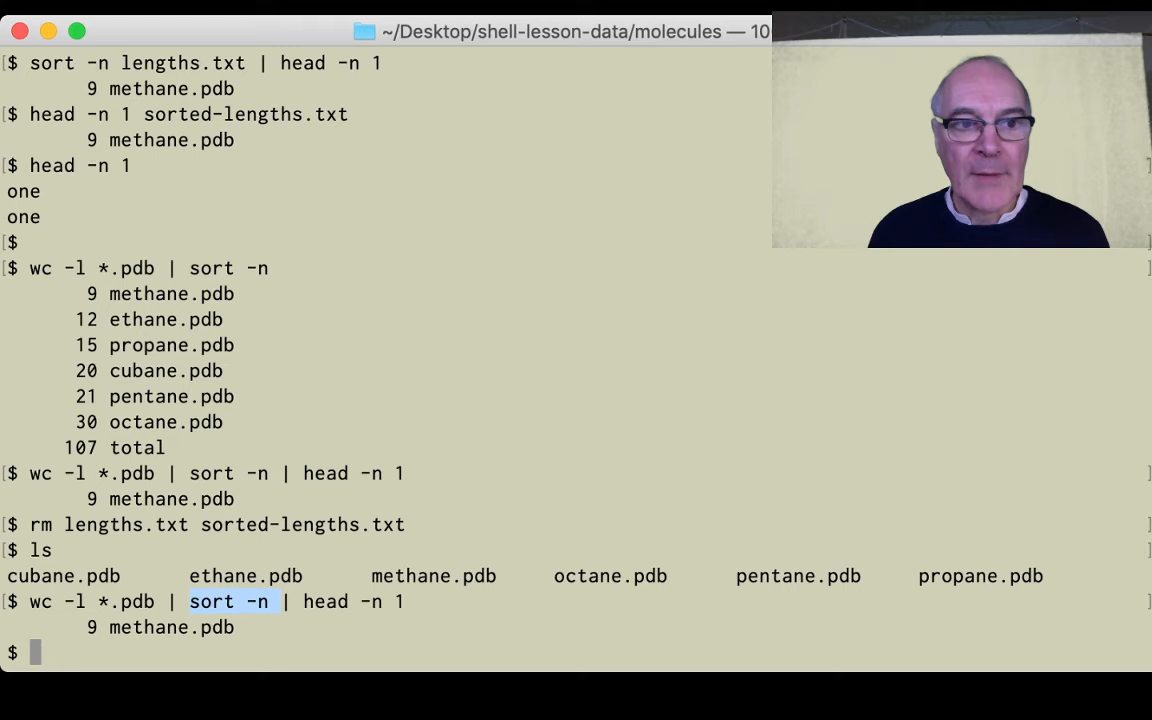 ~/Desktop/shell-lesson-data/molecules — 10
[$ sort -n lengths.txt | head -n 1
9 methane.pdb
[$ head -n 1 sorted-lengths.txt
9 methane.pdb
[$ head -n 1 ]
one
one
[$ ]
[$ wc -l *.pdb | sort -n ]
9 methane.pdb
12 ethane.pdb
15 propane.pdb
20 cubane.pdb
21 pentane.pdb
30 octane.pdb
107 total
[$ wc -l *.pdb | sort -n | head -n 1 ]
9 methane.pdb
[$ rm lengths.txt sorted-lengths.txt ]
[$ ls ]
cubane.pdb ethane.pdb methane.pdb octane.pdb pentane.pdb propane.pdb
[$ wc -l *.pdb | sort -n | head -n 1 ]
9 methane.pdb
$